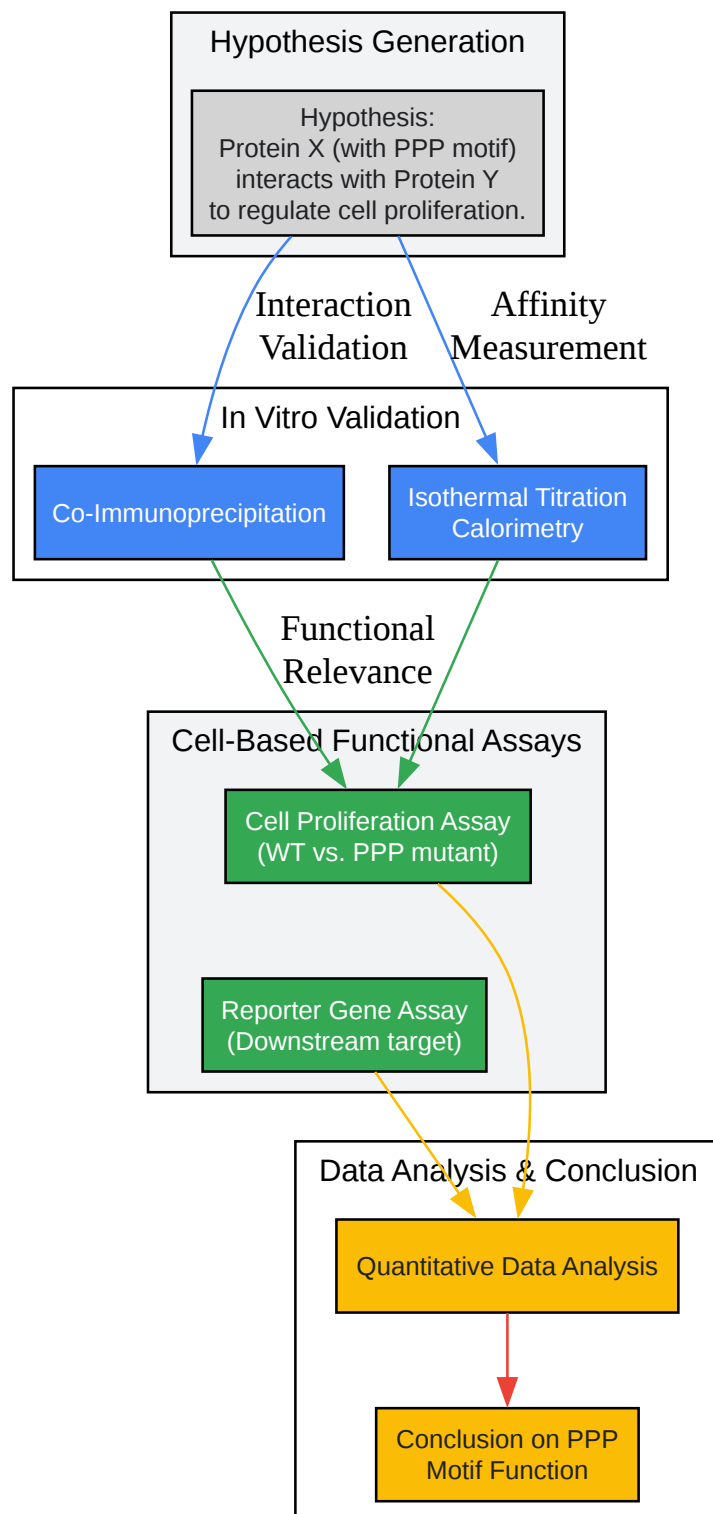 Hypothesis Generation
Hypothesis:
Protein X (with PPP motif)
interacts with Protein Y
to regulate cell proliferation.
Interaction
Validation
Affinity
Measurement
In Vitro Validation
Co-Immunoprecipitation
Isothermal Titration
Calorimetry
Functional
Relevance
Cell-Based Functional Assays
Cell Proliferation Assay
(WT vs. PPP mutant)
Reporter Gene Assay
(Downstream target)
Data Analysis & Conclusion
Quantitative Data Analysis
Conclusion on PPP
Motif Function